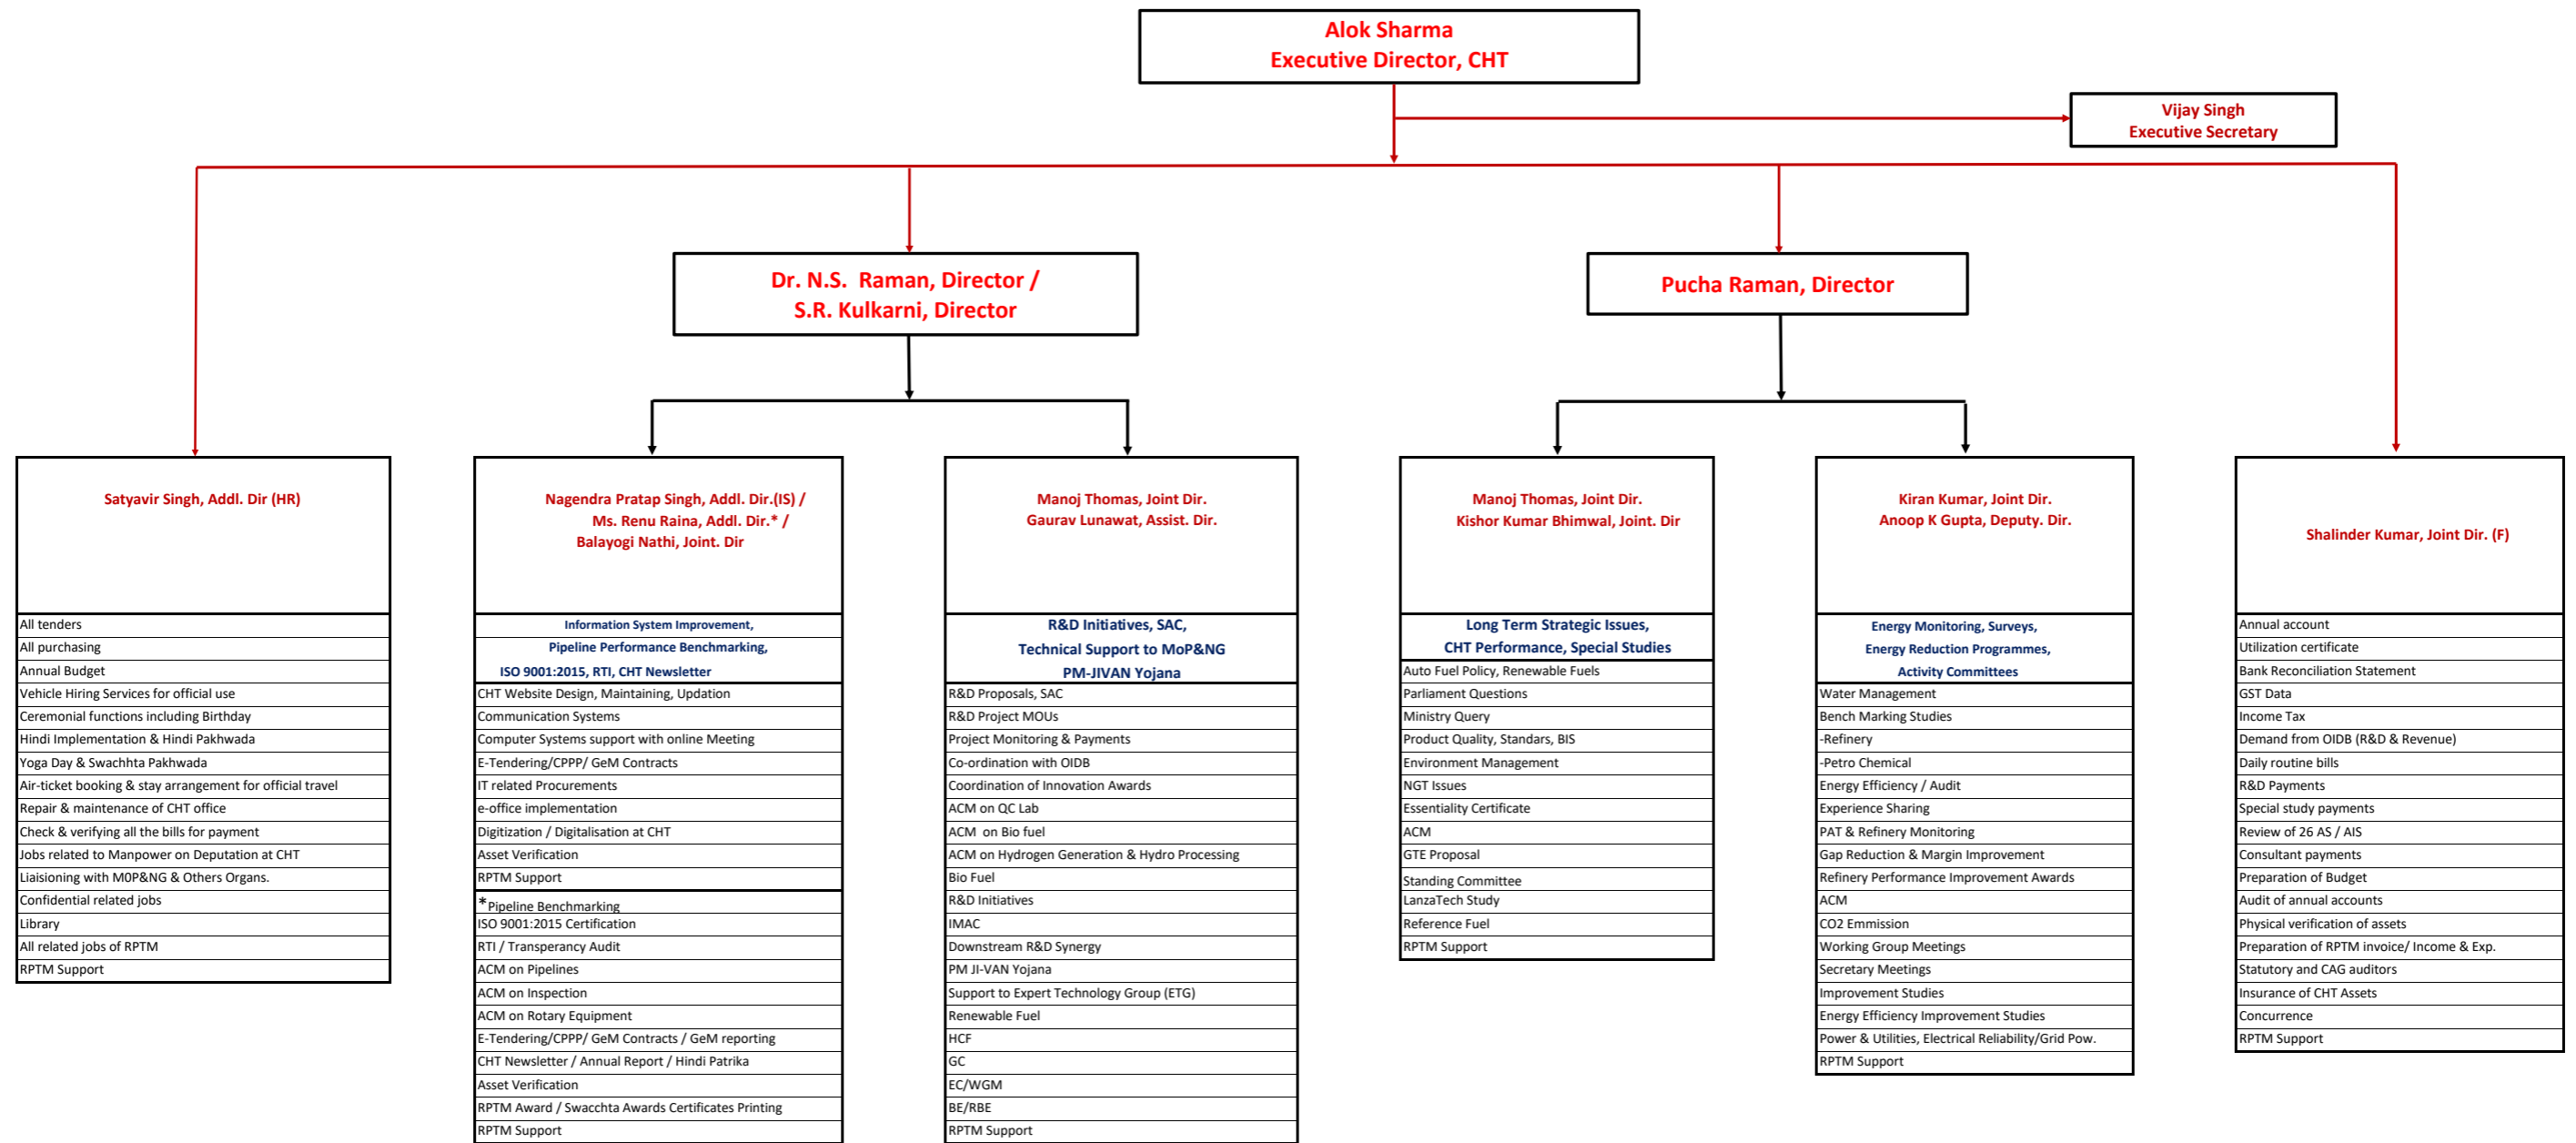 Alok Sharma
Executive Director, CHT
Vijay Singh
Executive Secretary
Dr. N.S. Raman, Director /
S.R. Kulkarni, Director
Pucha Raman, Director
Satyavir Singh, Addl. Dir (HR)
All tenders
All purchasing
Annual Budget
Vehicle Hiring Services for official use
Ceremonial functions including Birthday
Hindi Implementation & Hindi Pakhwada
Yoga Day & Swachhta Pakhwada
Air-ticket booking & stay arrangement for official travel
Repair & maintenance of CHT office
Check & verifying all the bills for payment
Jobs related to Manpower on Deputation at CHT
Liaisioning with M0P&NG & Others Organs.
Confidential related jobs
Library
All related jobs of RPTM
RPTM Support
Nagendra Pratap Singh, Addl. Dir.(IS) /
Ms. Renu Raina, Addl. Dir.* /
Balayogi Nathi, Joint. Dir
Information System Improvement,
Pipeline Performance Benchmarking,
ISO 9001:2015, RTI, CHT Newsletter
CHT Website Design, Maintaining, Updation
Communication Systems
Computer Systems support with online Meeting
E-Tendering/CPPP/ GeM Contracts
IT related Procurements
e-office implementation
Digitization / Digitalisation at CHT
Asset Verification
RPTM Support
*Pipeline Benchmarking
ISO 9001:2015 Certification
RTI / Transperancy Audit
ACM on Pipelines
ACM on Inspection
ACM on Rotary Equipment
E-Tendering/CPPP/ GeM Contracts / GeM reporting
CHT Newsletter / Annual Report / Hindi Patrika
Asset Verification
RPTM Award / Swacchta Awards Certificates Printing
RPTM Support
Manoj Thomas, Joint Dir.
Gaurav Lunawat, Assist. Dir.
R&D Initiatives, SAC,
Technical Support to MoP&NG
PM-JIVAN Yojana
R&D Proposals, SAC
R&D Project MOUs
Project Monitoring & Payments
Co-ordination with OIDB
Coordination of Innovation Awards
ACM on QC Lab
ACM on Bio fuel
ACM on Hydrogen Generation & Hydro Processing
Bio Fuel
R&D Initiatives
IMAC
Downstream R&D Synergy
PM JI-VAN Yojana
Support to Expert Technology Group (ETG)
Renewable Fuel
HCF
GC
EC/WGM
BE/RBE
RPTM Support
Manoj Thomas, Joint Dir.
Kishor Kumar Bhimwal, Joint. Dir
Long Term Strategic Issues,
CHT Performance, Special Studies
Auto Fuel Policy, Renewable Fuels
Parliament Questions
Ministry Query
Product Quality, Standars, BIS
Environment Management
NGT Issues
Essentiality Certificate
ACM
GTE Proposal
Standing Committee
LanzaTech Study
Reference Fuel
RPTM Support
Kiran Kumar, Joint Dir.
Anoop K Gupta, Deputy. Dir.
Energy Monitoring, Surveys,
Energy Reduction Programmes,
Activity Committees
Water Management
Bench Marking Studies
-Refinery
-Petro Chemical
Energy Efficiency / Audit
Experience Sharing
PAT & Refinery Monitoring
Gap Reduction & Margin Improvement
Refinery Performance Improvement Awards
ACM
CO2 Emmission
Working Group Meetings
Secretary Meetings
Improvement Studies
Energy Efficiency Improvement Studies
Power & Utilities, Electrical Reliability/Grid Pow.
RPTM Support
Shalinder Kumar, Joint Dir. (F)
Annual account
Utilization certificate
Bank Reconciliation Statement
GST Data
Income Tax
Demand from OIDB (R&D & Revenue)
Daily routine bills
R&D Payments
Special study payments
Review of 26 AS / AIS
Consultant payments
Preparation of Budget
Audit of annual accounts
Physical verification of assets
Preparation of RPTM invoice/ Income & Exp.
Statutory and CAG auditors
Insurance of CHT Assets
Concurrence
RPTM Support